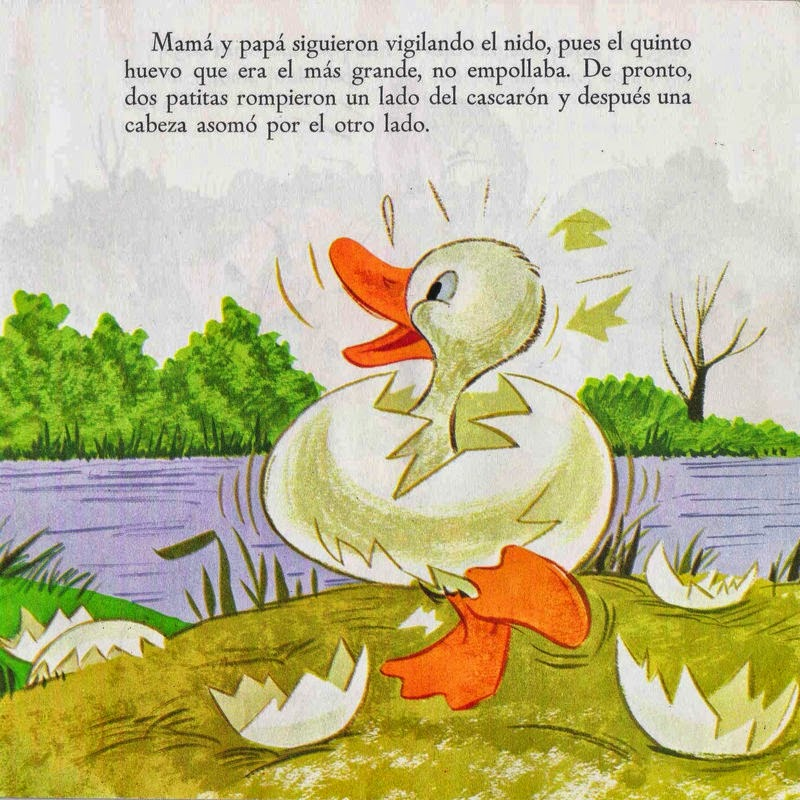 Mamá y papá siguieron vigilando el nido, pues el quinto
huevo que era el más grande, no empollaba. De pronto,
dos patitas rompieron un lado del cascarón y después una
cabeza asomó por el otro lado.